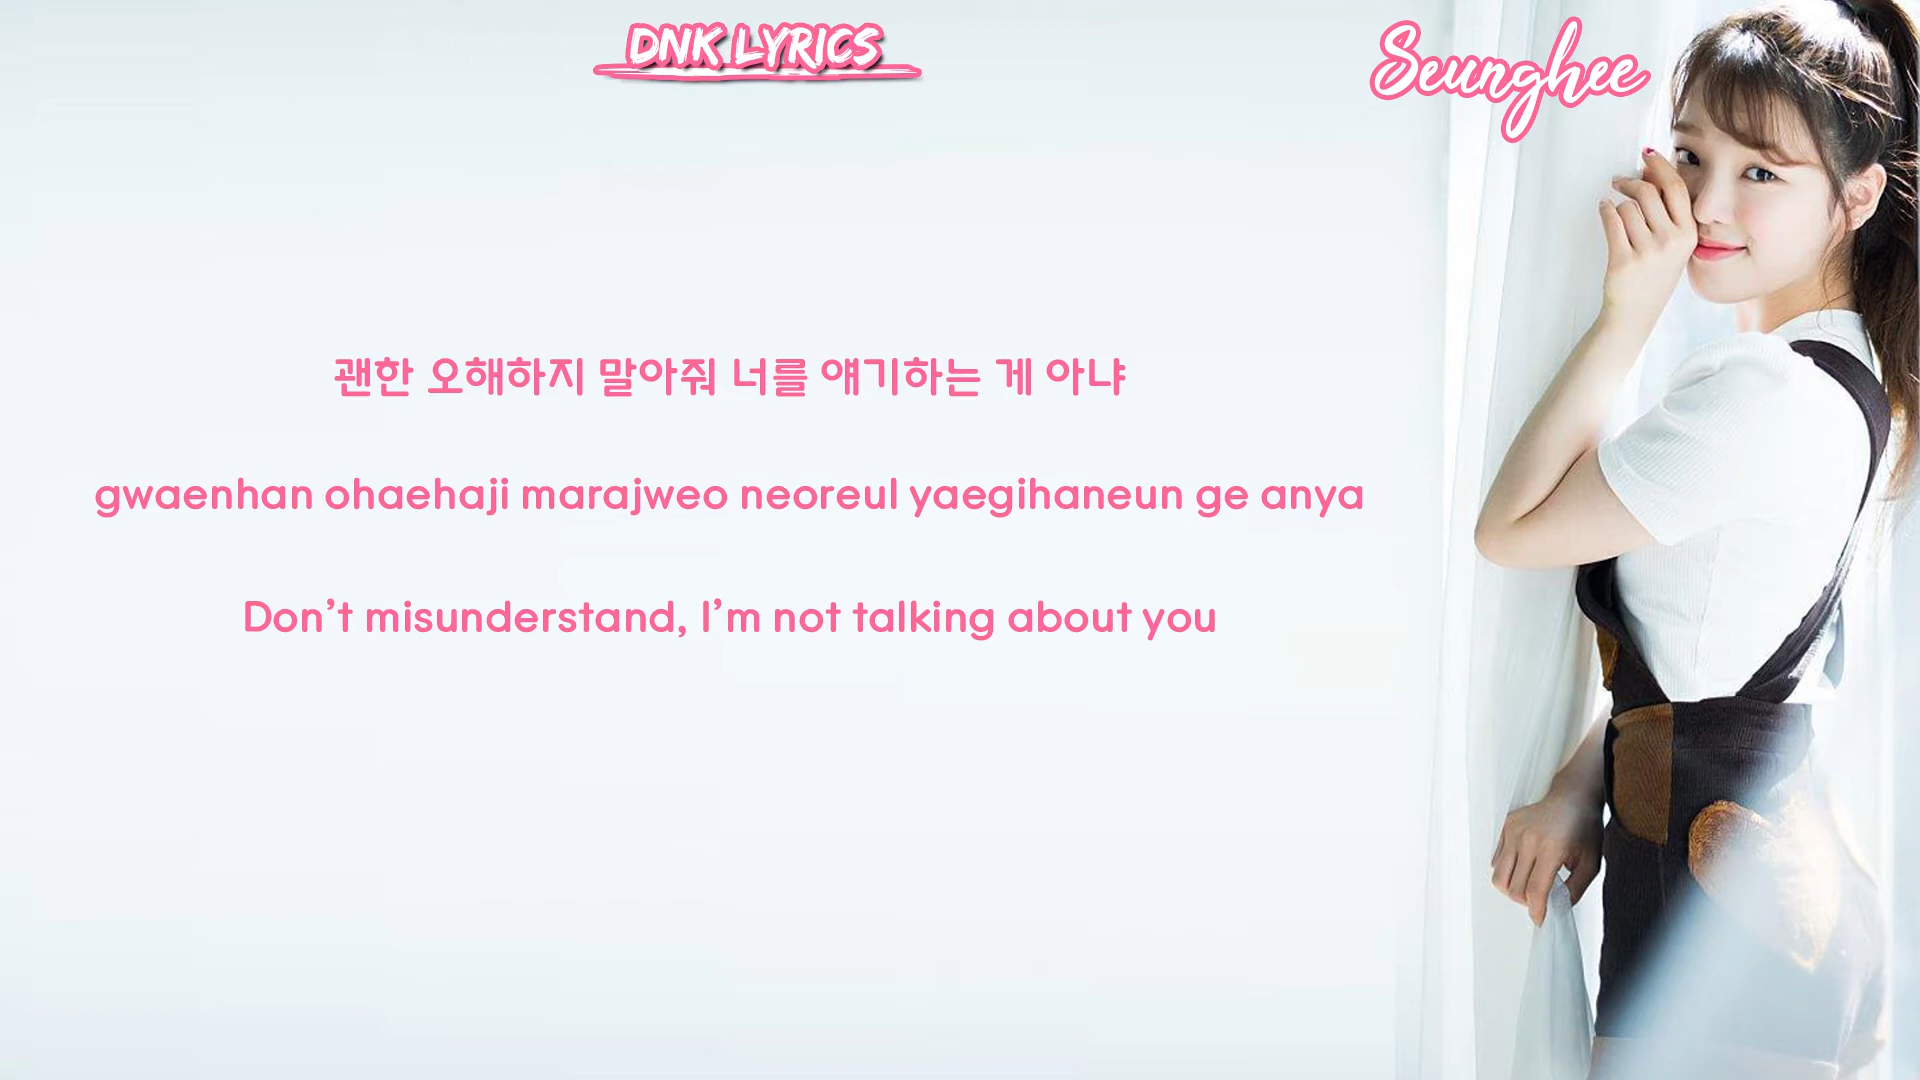 DNK LYRICS
Seunghee
괜한 오해하지 말아줘 너를 얘기하는 게 아냐
gwaenhan ohaehaji marajweo neoreul yaegihaneun ge anya
Don’t misunderstand, I’m not talking about you